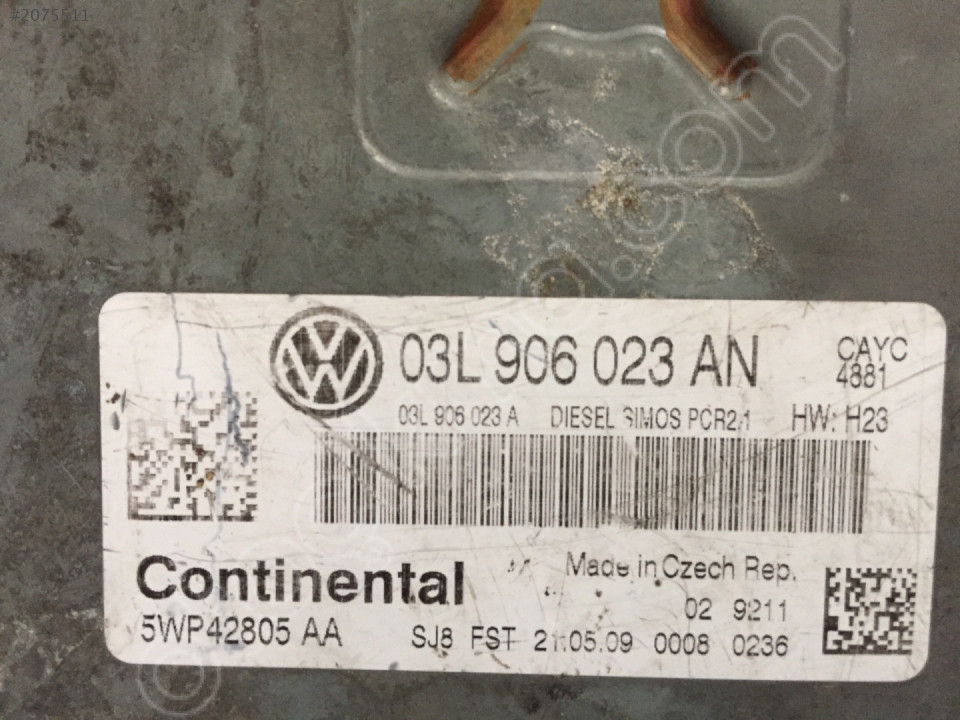 #2075511
03L 906 023 AN
CAYC
4881
03L 906 023 A DIESEL SIMOS PCR2.1 HW: H23
Continental
Made in Czech Rep.
02 9211
5WP42805 AA SJ8 FST 21.05.09 0008 0236